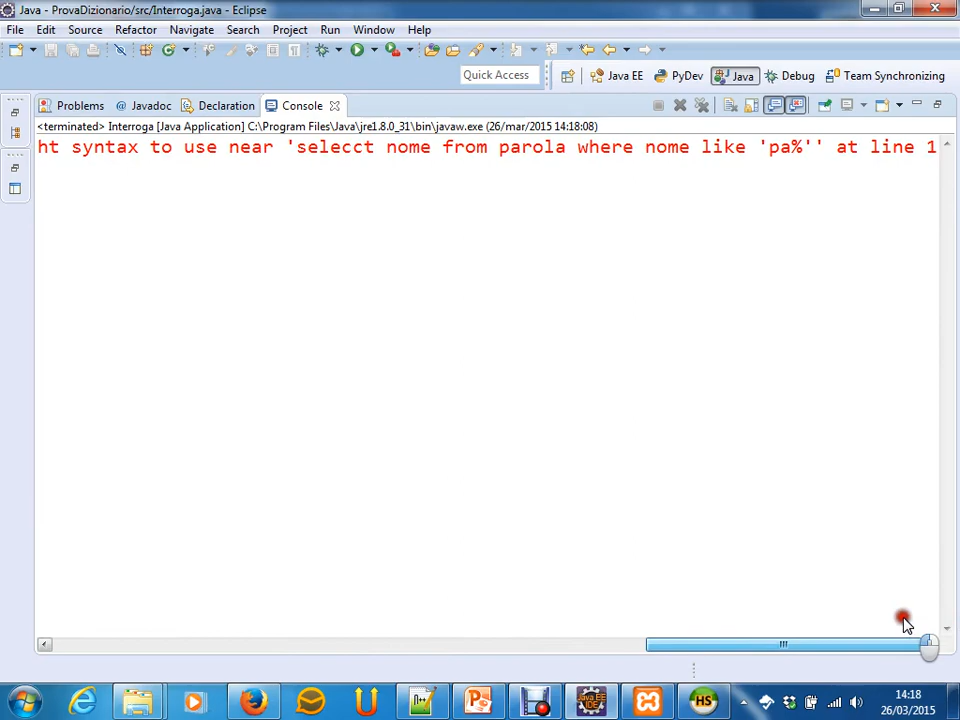 Java - ProvaDizionario/src/Interroga.java - Eclipse
File Edit Source Refactor Navigate Search Project Run Window Help
Quick Access Java EE PyDev Java Debug Team Synchronizing
Problems Javadoc Declaration Console
<terminated> Interroga [Java Application] C:\Program Files\Java\jre1.8.0_31\bin\javaw.exe (26/mar/2015 14:18:08)
ht syntax to use near 'selecct nome from parola where nome like 'pa%'' at line 1
14:18
26/03/2015